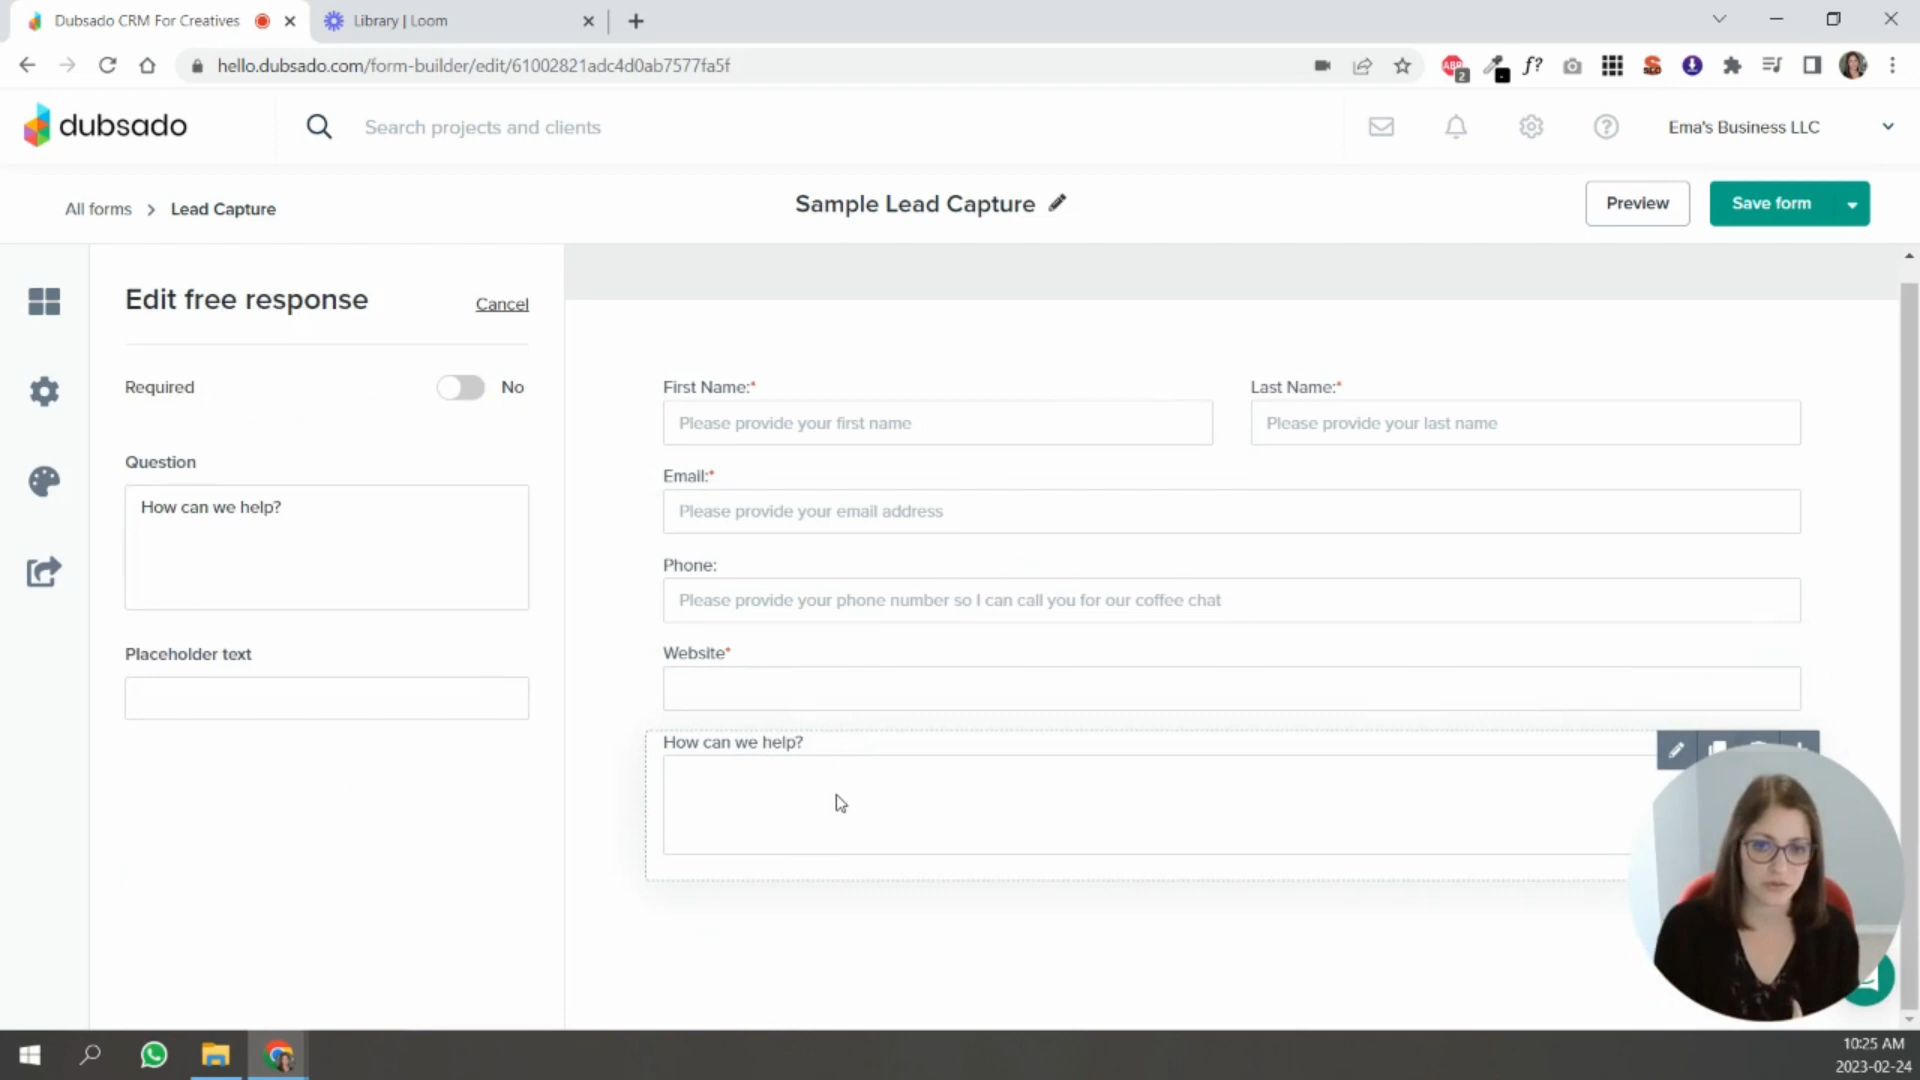 Dubsado CRM For Creatives
Library | Loom
hello.dubsado.com/form-builder/edit/61002821adc4d0ab7577fa5f
ABP
2
f?
SEO
dubsado
Search projects and clients
Ema's Business LLC
All forms > Lead Capture
Sample Lead Capture
Preview
Save form
Edit free response
Cancel
Required
No
Question
How can we help?
Placeholder text
First Name:*
Last Name:*
Please provide your first name
Please provide your last name
Email:*
Please provide your email address
Phone:
Please provide your phone number so I can call you for our coffee chat
Website*
How can we help?
10:25 AM
2023-02-24